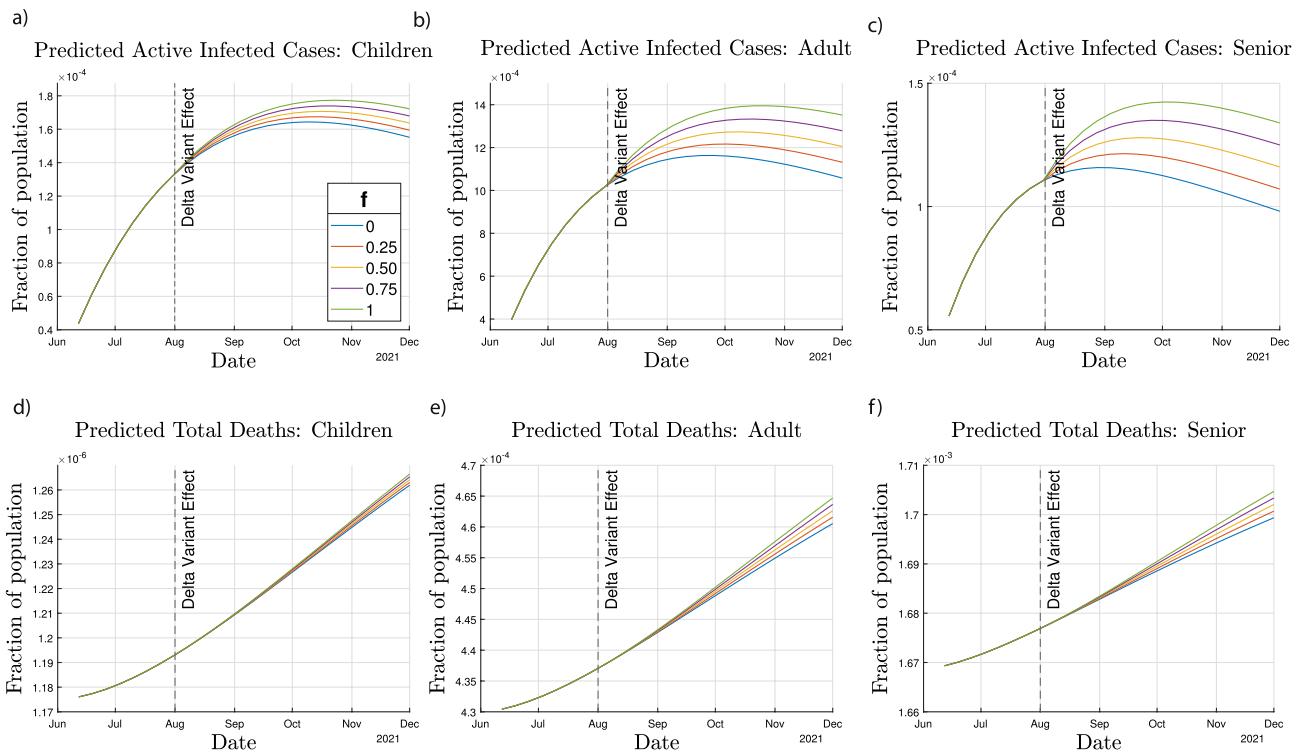 a)
Predicted Active Infected Cases: Children
×10⁻⁴
Fraction of population
1.8
1.6
1.4
1.2
1
0.8
0.6
0.4
Delta Variant Effect
f
0
0.25
0.50
0.75
1
Jun Jul Aug Sep Oct Nov Dec
Date
2021
b)
Predicted Active Infected Cases: Adult
×10⁻⁴
Fraction of population
14
12
10
8
6
4
Delta Variant Effect
Jun Jul Aug Sep Oct Nov Dec
Date
2021
c)
Predicted Active Infected Cases: Senior
×10⁻⁴
Fraction of population
1.5
1
0.5
Delta Variant Effect
Jun Jul Aug Sep Oct Nov Dec
Date
2021
d)
Predicted Total Deaths: Children
×10⁻⁶
Fraction of population
1.26
1.25
1.24
1.23
1.22
1.21
1.2
1.19
1.18
1.17
Delta Variant Effect
Jun Jul Aug Sep Oct Nov Dec
Date
2021
e)
Predicted Total Deaths: Adult
×10⁻⁴
Fraction of population
4.7
4.65
4.6
4.55
4.5
4.45
4.4
4.35
4.3
Delta Variant Effect
Jun Jul Aug Sep Oct Nov Dec
Date
2021
f)
Predicted Total Deaths: Senior
×10⁻³
Fraction of population
1.71
1.7
1.69
1.68
1.67
1.66
Delta Variant Effect
Jun Jul Aug Sep Oct Nov Dec
Date
2021